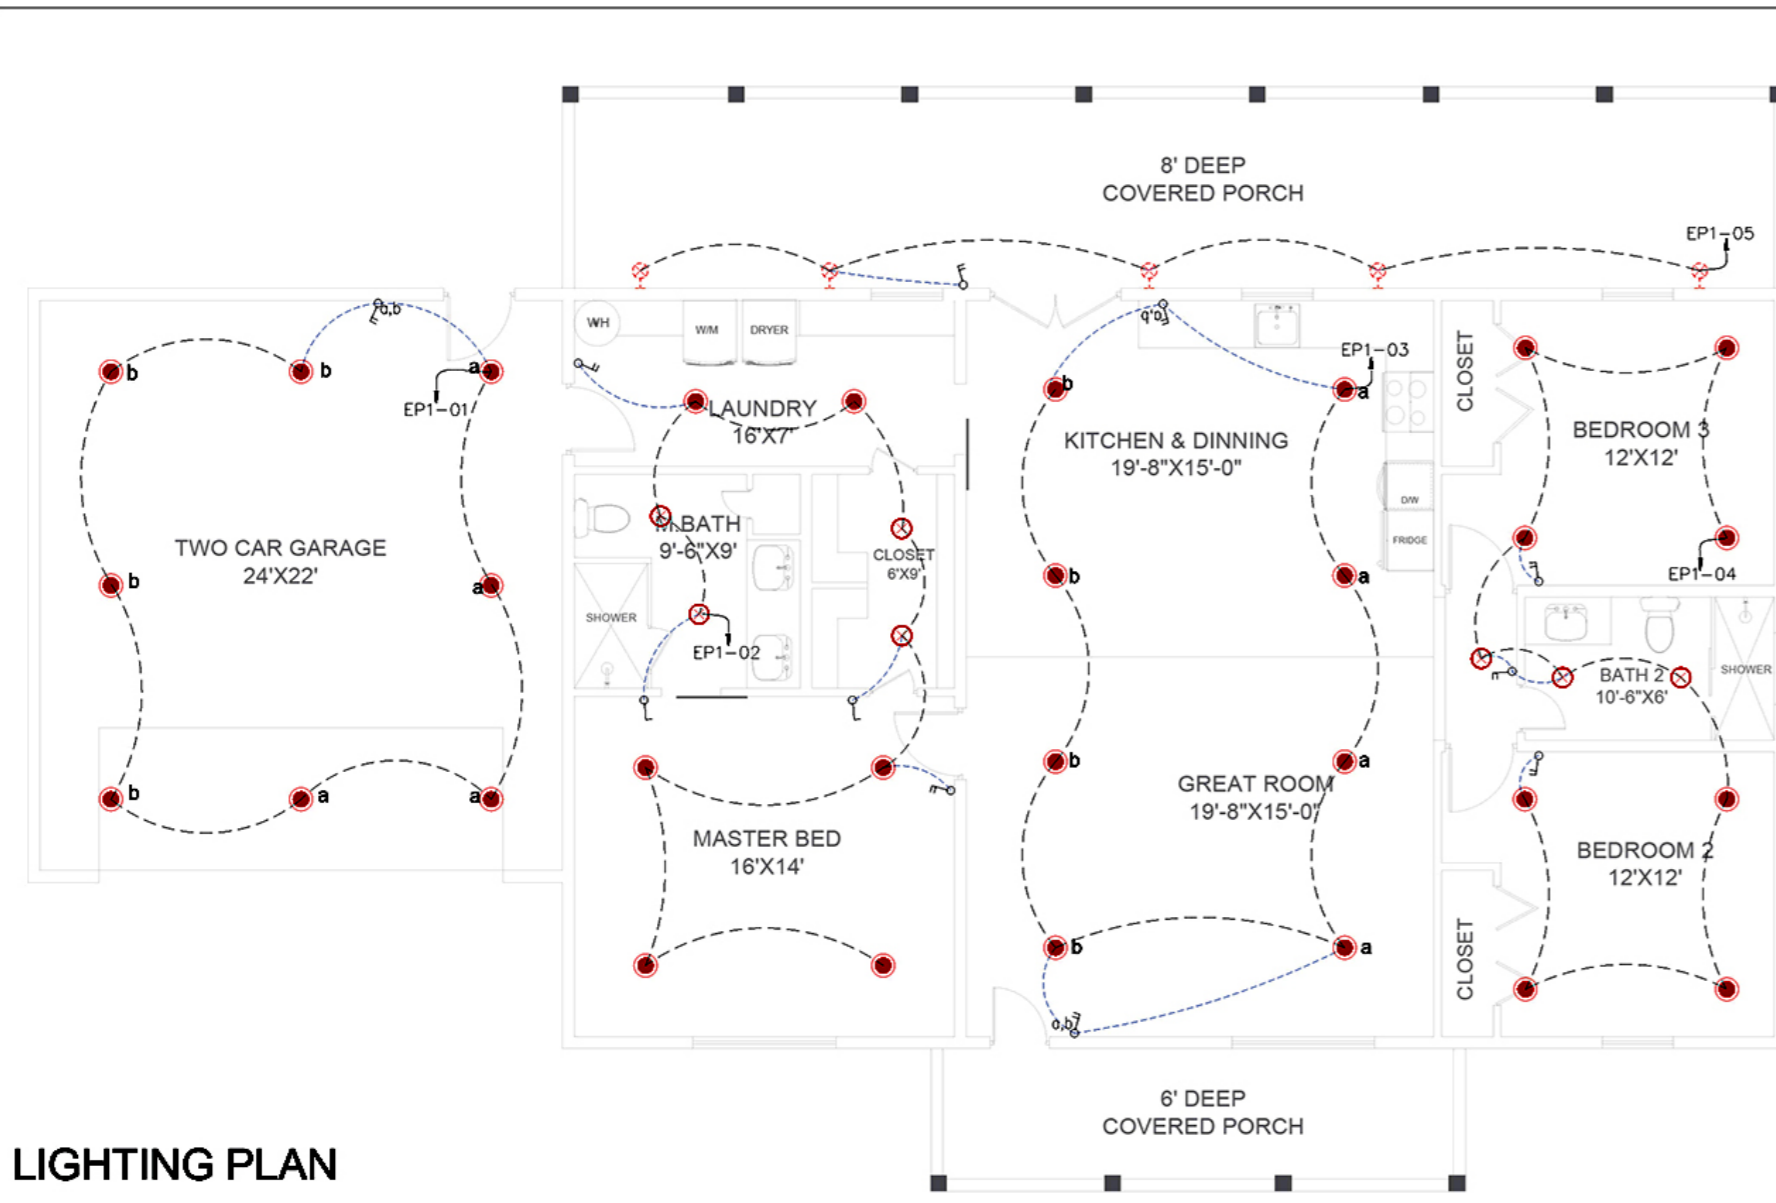 8' DEEP
COVERED PORCH
EP1-05
a,b
WH
W/M
DRYER
a,b
EP1-03
CLOSET
b
b
a
EP1-01
b
a
LAUNDRY
16'X7'
KITCHEN & DINNING
19'-8"X15'-0"
BEDROOM 3
12'X12'
D/W
FRIDGE
M.BATH
9'-6"X9'
CLOSET
6'X9'
TWO CAR GARAGE
24'X22'
b
a
b
a
EP1-04
SHOWER
EP1-02
BATH 2
10'-6"X6'
SHOWER
b
a
b
a
a
GREAT ROOM
19'-8"X15'-0"
MASTER BED
16'X14'
BEDROOM 2
12'X12'
CLOSET
b
a
a,b
6' DEEP
COVERED PORCH
LIGHTING PLAN